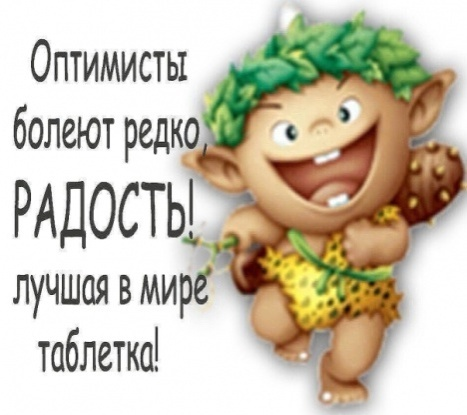 Оптимисты
болеют редко,
РАДОСТЬ!
лучшая в мире
таблетка!